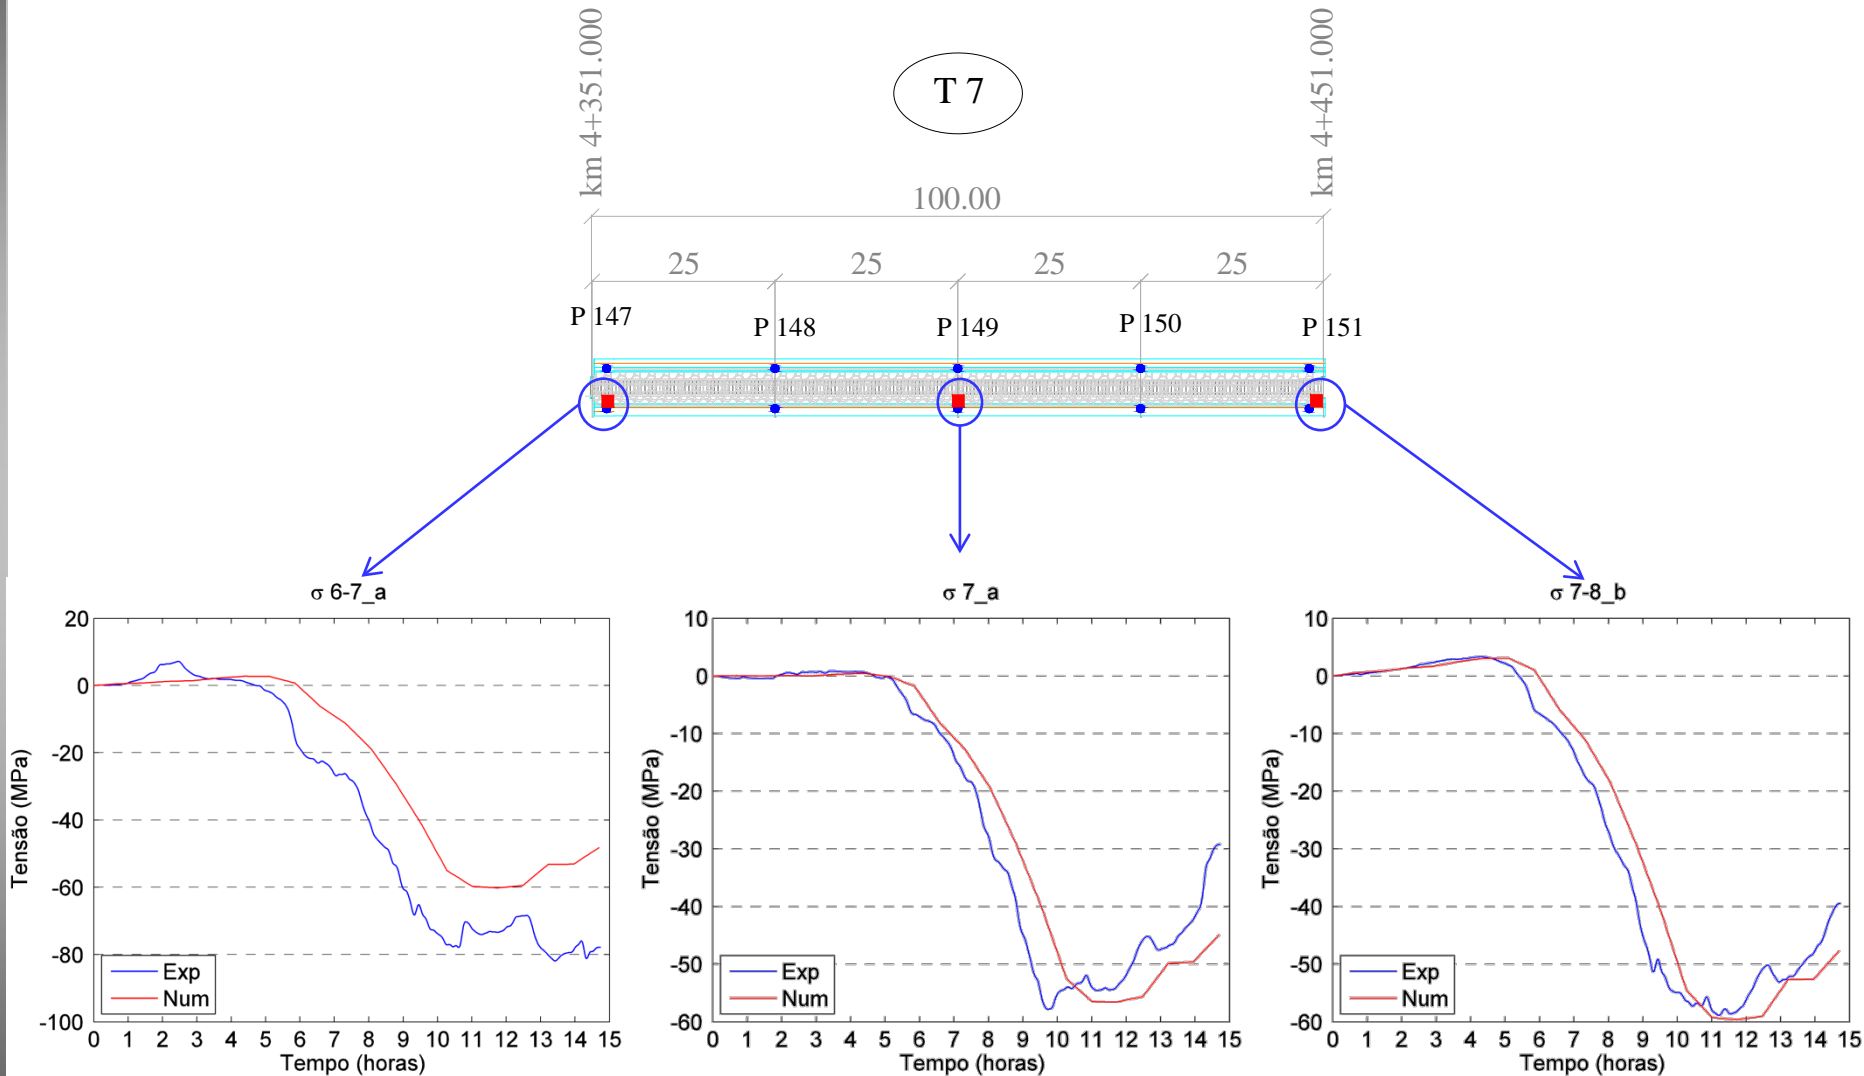 km 4+351.000
km 4+451.000
T 7
100.00
25 25 25 25
P 147 P 148 P 149 P 150 P 151
σ 6-7_a
20
0
-20
-40
-60
-80
-100
Tensão (MPa)
Exp
Num
0 1 2 3 4 5 6 7 8 9 10 11 12 13 14 15
Tempo (horas)
σ 7_a
10
0
-10
-20
-30
-40
-50
-60
Tensão (MPa)
Exp
Num
0 1 2 3 4 5 6 7 8 9 10 11 12 13 14 15
Tempo (horas)
σ 7-8_b
10
0
-10
-20
-30
-40
-50
-60
Tensão (MPa)
Exp
Num
0 1 2 3 4 5 6 7 8 9 10 11 12 13 14 15
Tempo (horas)